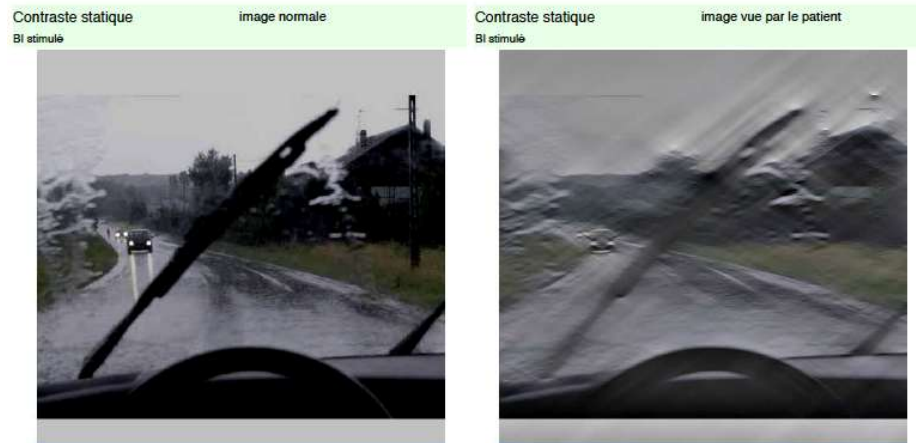 Contraste statique
image normale
BI stimulé
Contraste statique
image vue par le patient
BI stimulé